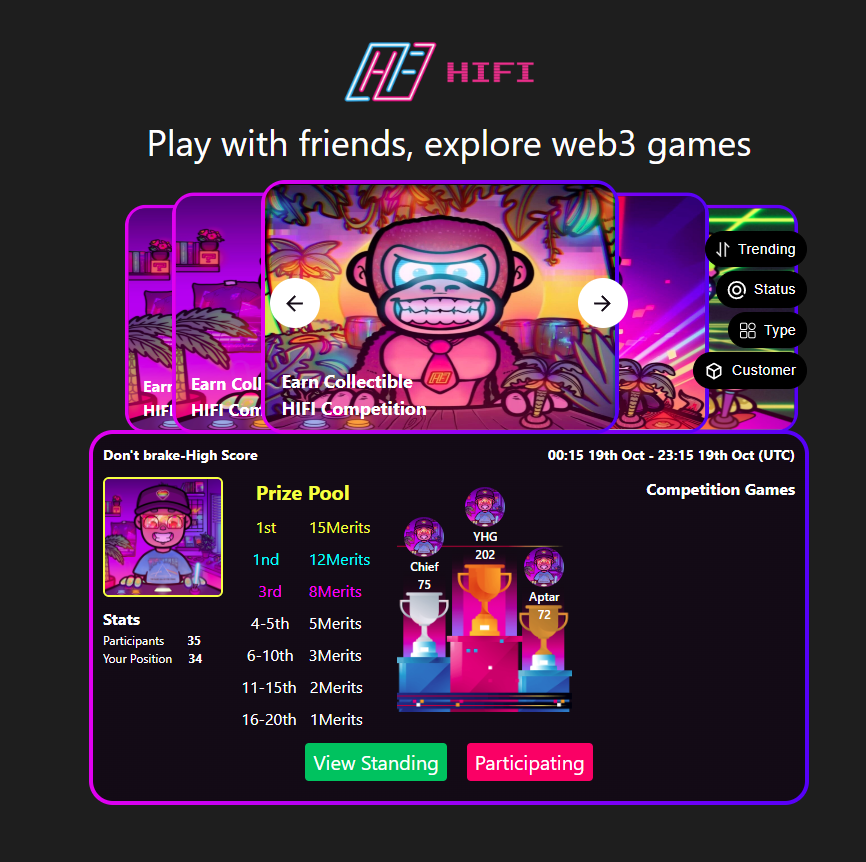 HIFI
Play with friends, explore web3 games
Trending
Status
Type
Customer
Earn
HIFI
Earn Coll
HIFI Com
Earn Collectible
HIFI Competition
Don't brake-High Score
00:15 19th Oct - 23:15 19th Oct (UTC)
Competition Games
Prize Pool
1st 15Merits
1nd 12Merits
3rd 8Merits
4-5th 5Merits
6-10th 3Merits
11-15th 2Merits
16-20th 1Merits
Stats
Participants 35
Your Position 34
YHG
202
Chief
75
Aptar
72
View Standing
Participating